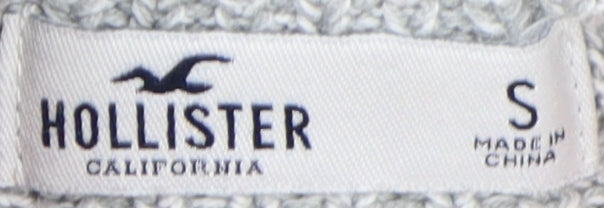 HOLLISTER
CALIFORNIA
S
MADE IN
CHINA